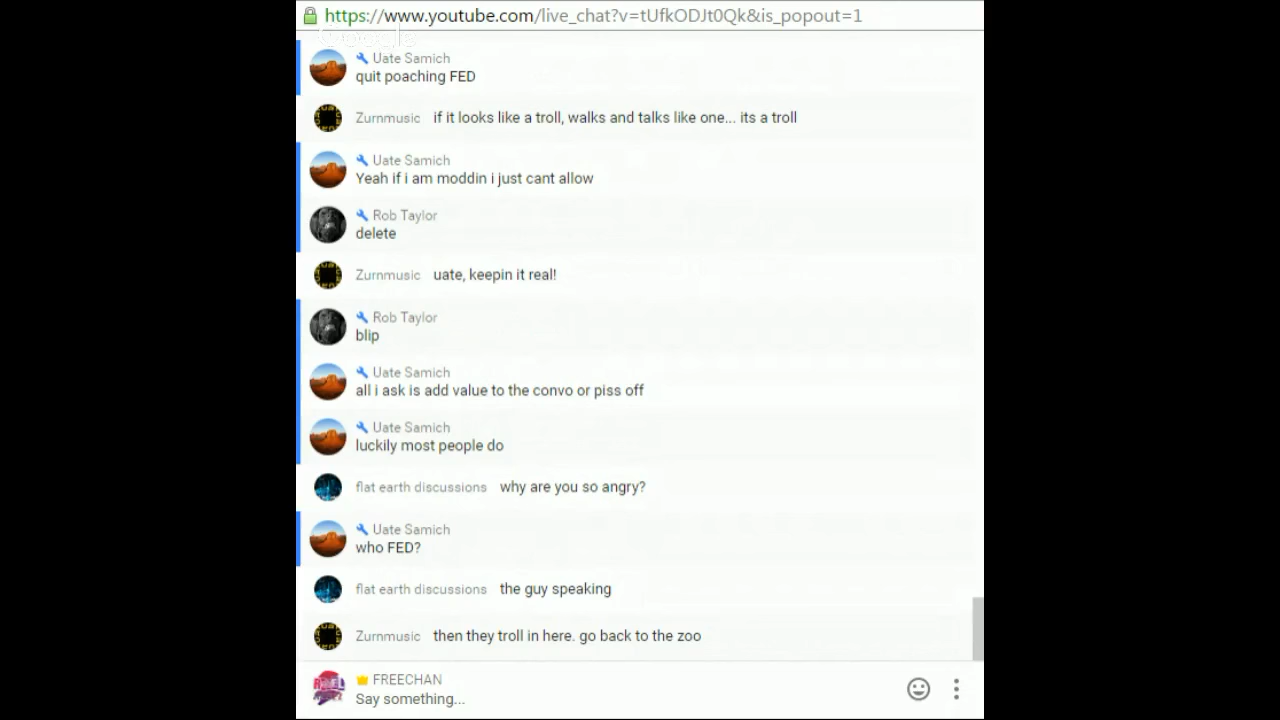 https://www.youtube.com/live_chat?v=tUfkODJt0Qk&is_popout=1
Google
Uate Samich
quit poaching FED
Zurnmusic if it looks like a troll, walks and talks like one... its a troll
Uate Samich
Yeah if i am moddin i just cant allow
Rob Taylor
delete
Zurnmusic uate, keepin it real!
Rob Taylor
blip
Uate Samich
all i ask is add value to the convo or piss off
Uate Samich
luckily most people do
flat earth discussions why are you so angry?
Uate Samich
who FED?
flat earth discussions the guy speaking
Zurnmusic then they troll in here. go back to the zoo
FREECHAN
Say something...